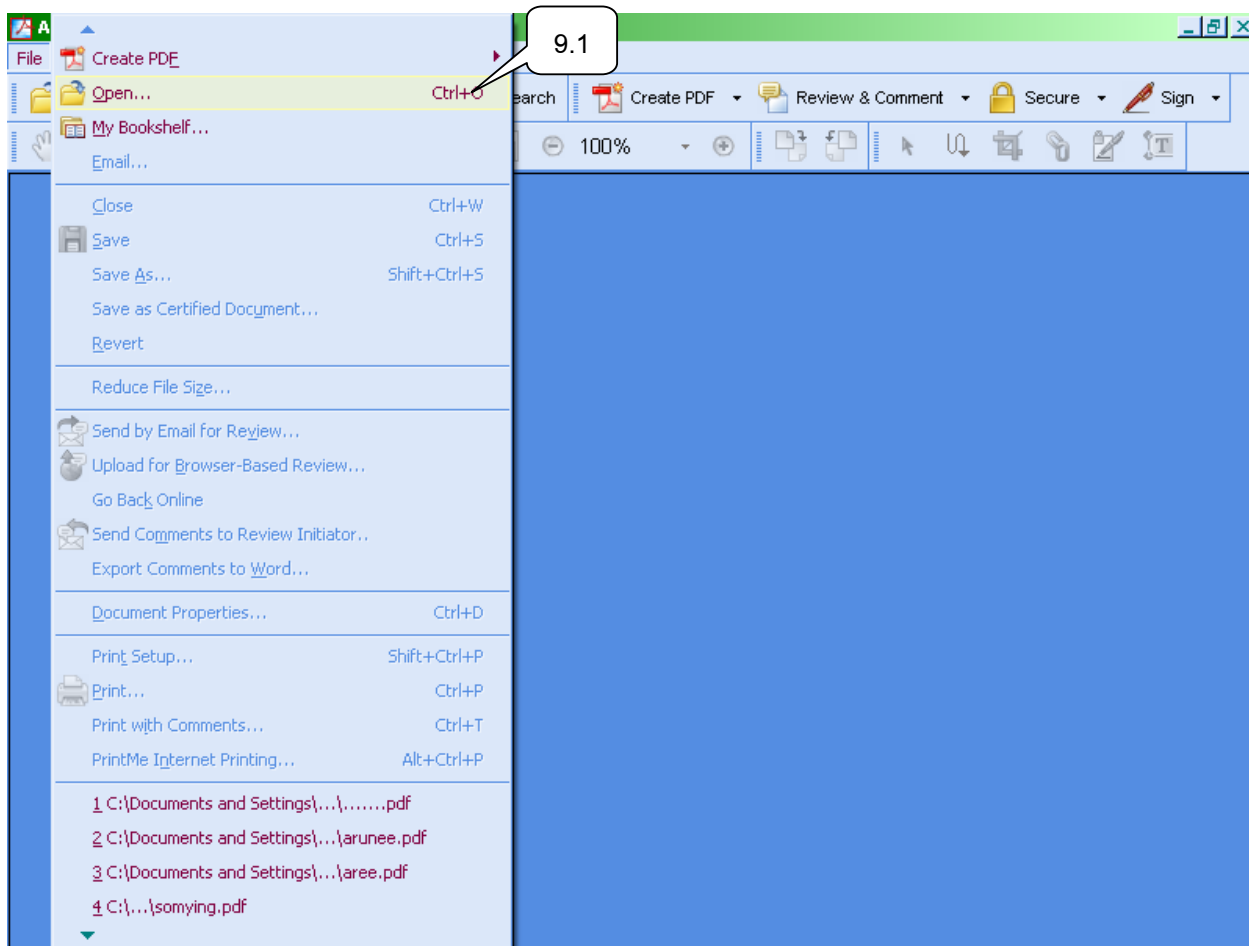 A
9.1
File
Create PDF
Open... Ctrl+O
earch Create PDF Review & Comment Secure Sign
My Bookshelf...
100%
Email...
Close Ctrl+W
Save Ctrl+S
Save As... Shift+Ctrl+S
Save as Certified Document...
Revert
Reduce File Size...
Send by Email for Review...
Upload for Browser-Based Review...
Go Back Online
Send Comments to Review Initiator..
Export Comments to Word...
Document Properties... Ctrl+D
Print Setup... Shift+Ctrl+P
Print... Ctrl+P
Print with Comments... Ctrl+T
PrintMe Internet Printing... Alt+Ctrl+P
1 C:\Documents and Settings\...\.......pdf
2 C:\Documents and Settings\...\arunee.pdf
3 C:\Documents and Settings\...\aree.pdf
4 C:\...\somying.pdf